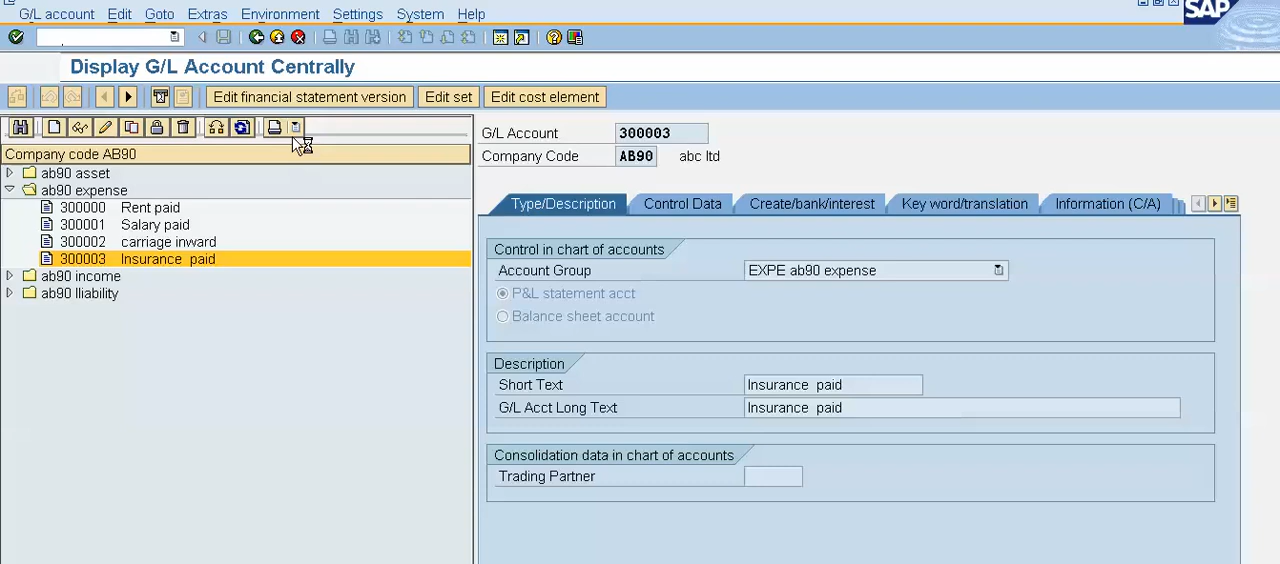 G/L account Edit Goto Extras Environment Settings System Help
SAP
Display G/L Account Centrally
Edit financial statement version Edit set Edit cost element
Company code AB90
ab90 asset
ab90 expense
300000 Rent paid
300001 Salary paid
300002 carriage inward
300003 Insurance paid
ab90 income
ab90 lliability
G/L Account 300003
Company Code AB90 abc ltd
Type/Description Control Data Create/bank/interest Key word/translation Information (C/A)
Control in chart of accounts
Account Group EXPE ab90 expense
P&L statement acct
Balance sheet account
Description
Short Text Insurance paid
G/L Acct Long Text Insurance paid
Consolidation data in chart of accounts
Trading Partner